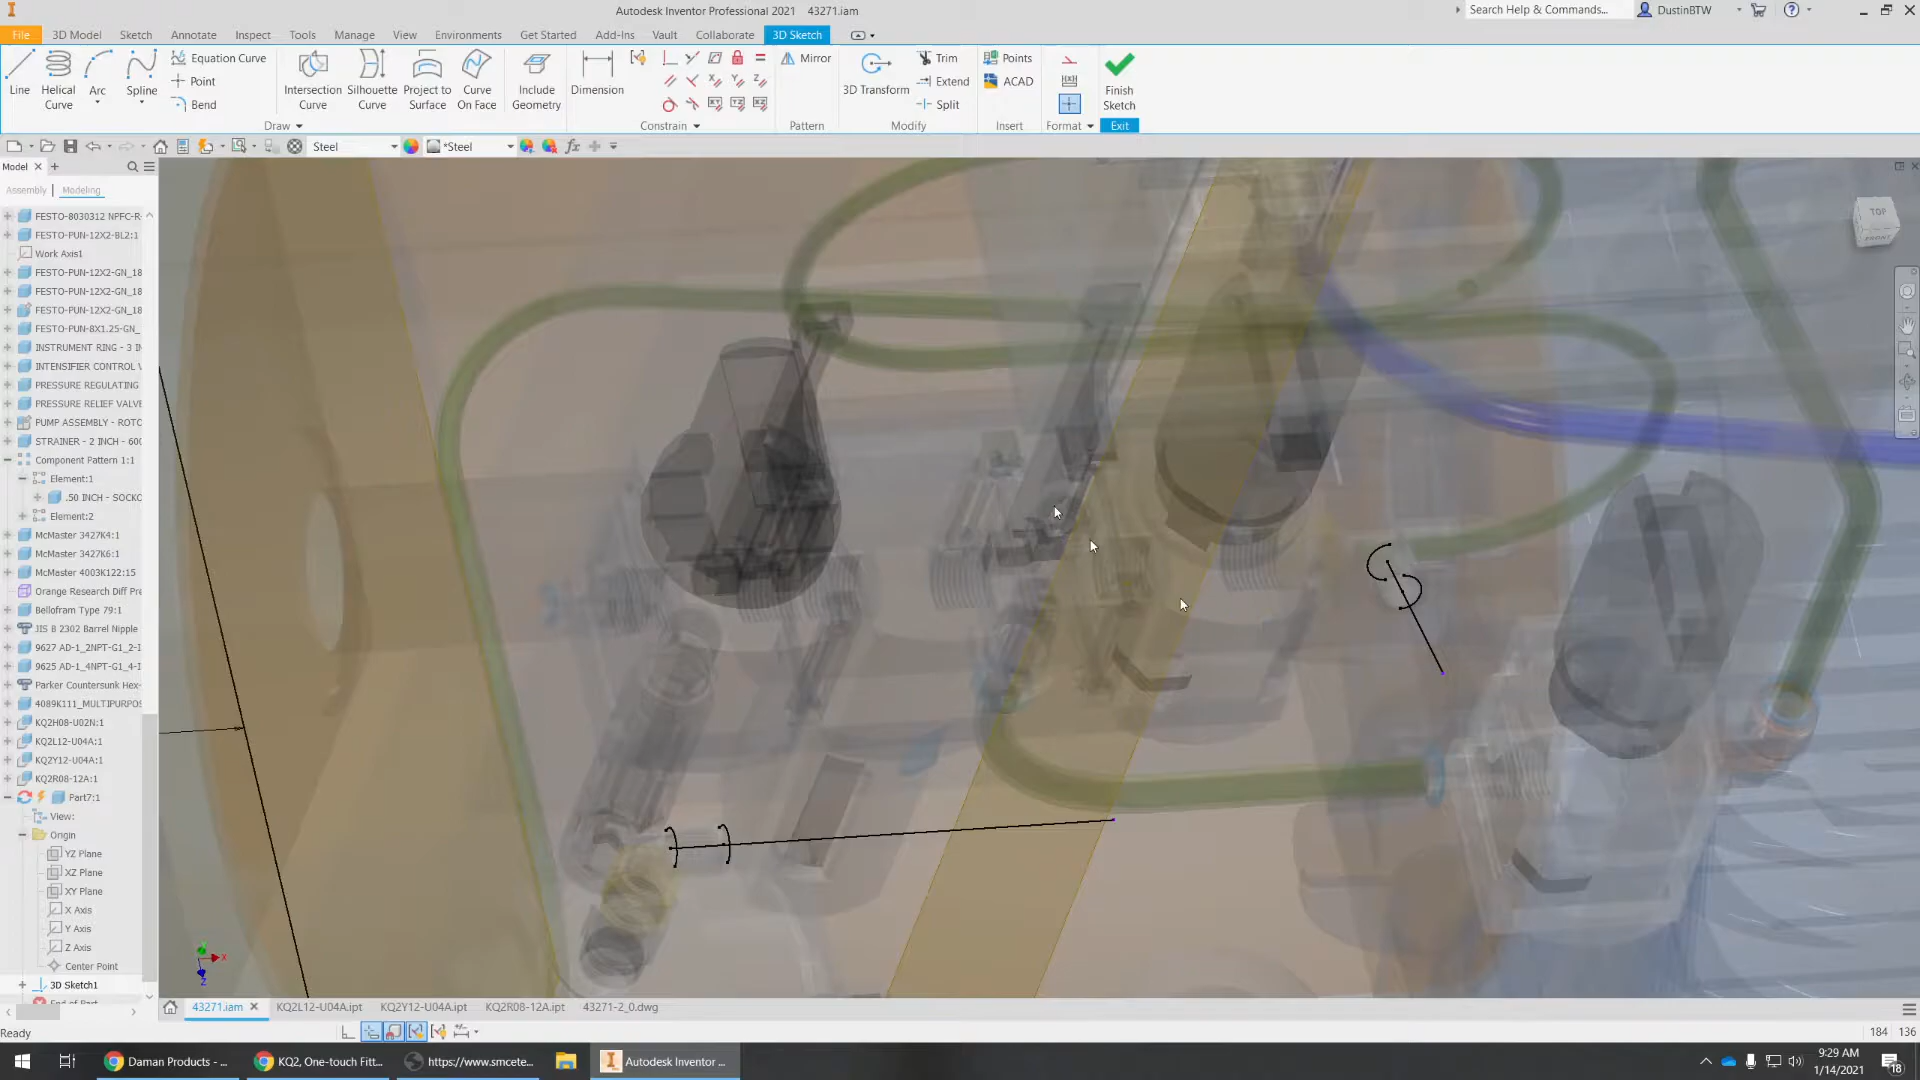 Autodesk Inventor Professional 2021 43271.iam
Search Help & Commands...
DustinBTW
File 3D Model Sketch Annotate Inspect Tools Manage View Environments Get Started Add-Ins Vault Collaborate 3D Sketch
Line
Helical Curve
Arc
Spline
Equation Curve
Point
Bend
Intersection Curve
Silhouette Curve
Project to Surface
Curve On Face
Include Geometry
Dimension
Mirror
3D Transform
Trim
Extend
Split
Points
ACAD
Finish Sketch
Draw
Constrain
Pattern
Modify
Insert
Format
Exit
Steel
*Steel
Model
Assembly | Modeling
FESTO-8030312 NPFC-R-
FESTO-PUN-12X2-BL2:1
Work Axis1
FESTO-PUN-12X2-GN_18
FESTO-PUN-12X2-GN_18
FESTO-PUN-12X2-GN_18
FESTO-PUN-8X1.25-GN_
INSTRUMENT RING - 3 IN
INTENSIFIER CONTROL V
PRESSURE REGULATING
PRESSURE RELIEF VALVE
PUMP ASSEMBLY - ROTO
STRAINER - 2 INCH - 600
Component Pattern 1:1
Element:1
.50 INCH - SOCKO
Element:2
McMaster 3427K4:1
McMaster 3427K6:1
McMaster 4003K122:15
Orange Research Diff Pre
Bellofram Type 79:1
JIS B 2302 Barrel Nipple
9627 AD-1_2NPT-G1_2-I
9625 AD-1_4NPT-G1_4-I
Parker Countersunk Hex-
4089K111_MULTIPURPOS
KQ2H08-U02N:1
KQ2L12-U04A:1
KQ2Y12-U04A:1
KQ2R08-12A:1
Part7:1
View:
Origin
YZ Plane
XZ Plane
XY Plane
X Axis
Y Axis
Z Axis
Center Point
3D Sketch1
End of Part
TOP
FRONT
X
Z
43271.iam KQ2L12-U04A.ipt KQ2Y12-U04A.ipt KQ2R08-12A.ipt 43271-2_0.dwg
Ready
184 136
Daman Products - ...
KQ2, One-touch Fitt...
https://www.smcete...
Autodesk Inventor ...
9:29 AM
1/14/2021
18